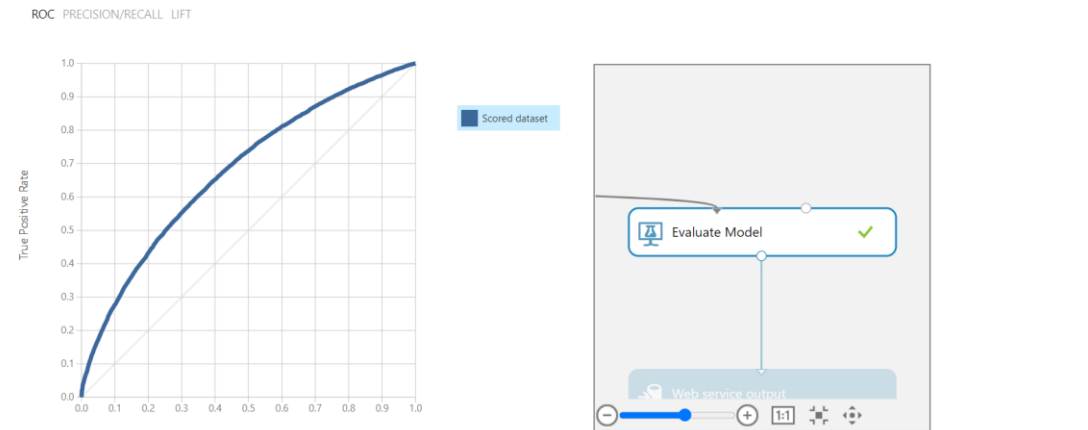 ROC PRECISION/RECALL LIFT
1.0
0.9
0.8
0.7
0.6
0.5
0.4
0.3
0.2
0.1
0.0
True Positive Rate
0.0 0.1 0.2 0.3 0.4 0.5 0.6 0.7 0.8 0.9 1.0
Scored dataset
Evaluate Model
Web service output
1:1